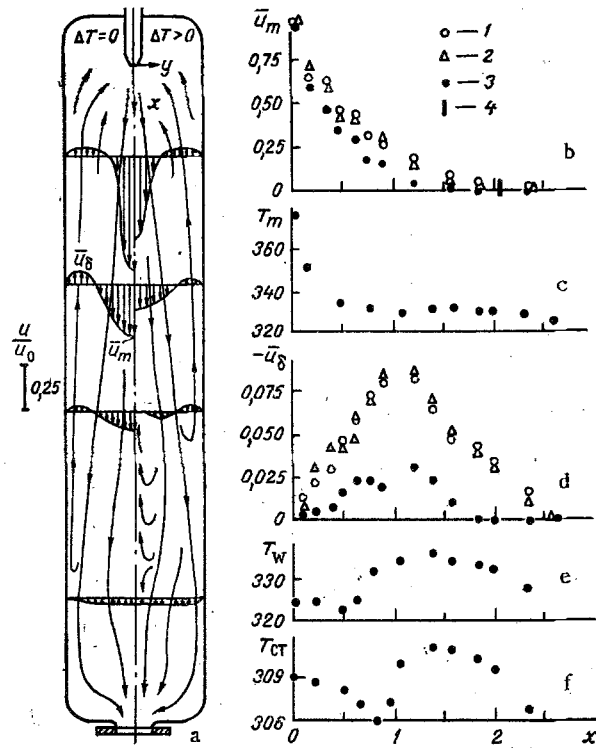 ΔT=0
ΔT>0
y
x
ū_δ
ū_m
u/u₀
0,25
a
ū_m
0,75
0,50
0,25
0
○ — 1
△ — 2
● — 3
▮ — 4
b
T_m
360
340
320
c
-ū_δ
0,075
0,050
0,025
0
d
T_W
330
320
e
T_CT
309
306
f
0
1
2
x